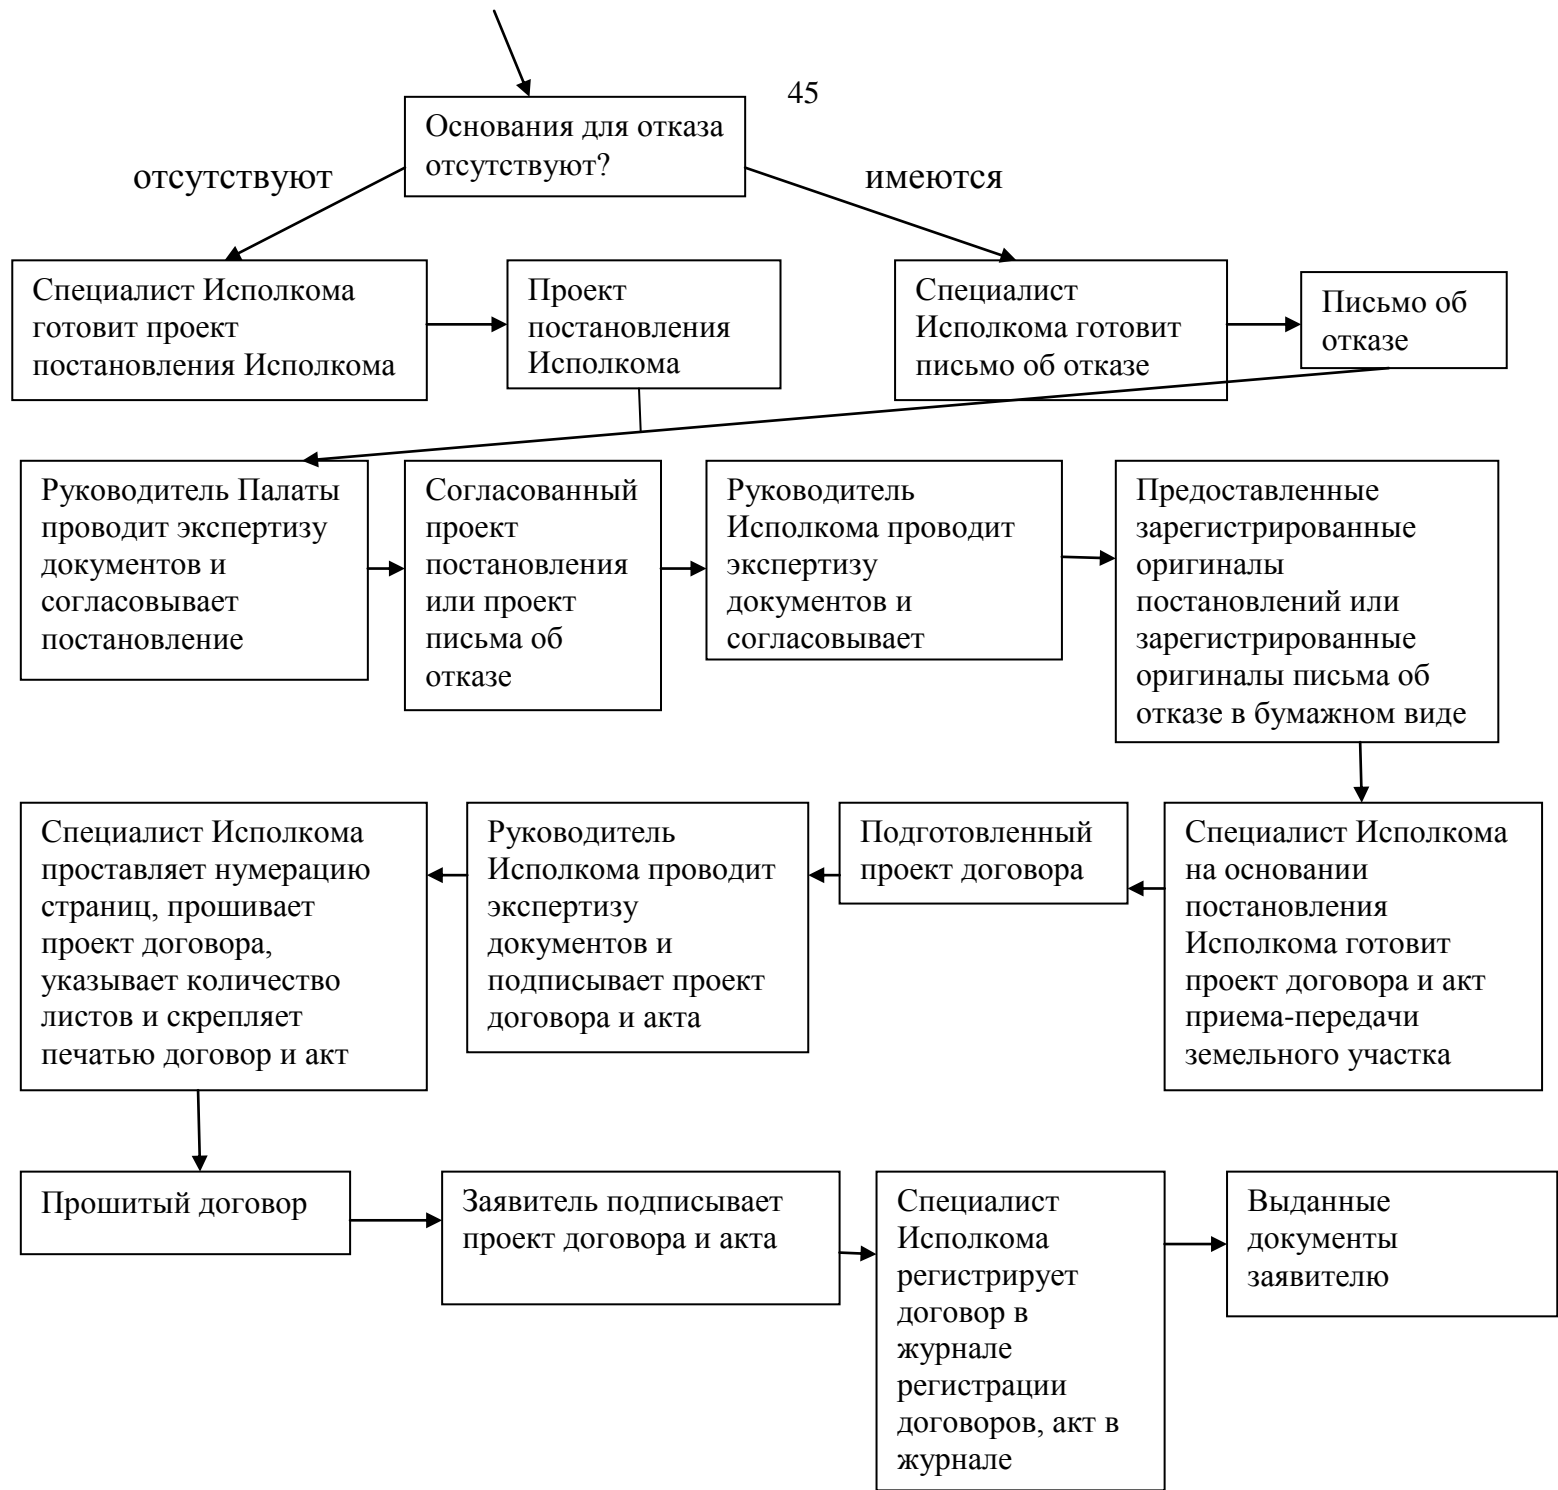 45
Основания для отказа
отсутствуют?
отсутствуют
имеются
Специалист Исполкома
готовит проект
постановления Исполкома
Проект
постановления
Исполкома
Специалист
Исполкома готовит
письмо об отказе
Письмо об
отказе
Руководитель Палаты
проводит экспертизу
документов и
согласовывает
постановление
Согласованный
проект
постановления
или проект
письма об
отказе
Руководитель
Исполкома проводит
экспертизу
документов и
согласовывает
Предоставленные
зарегистрированные
оригиналы
постановлений или
зарегистрированные
оригиналы письма об
отказе в бумажном виде
Специалист Исполкома
проставляет нумерацию
страниц, прошивает
проект договора,
указывает количество
листов и скрепляет
печатью договор и акт
Руководитель
Исполкома проводит
экспертизу
документов и
подписывает проект
договора и акта
Подготовленный
проект договора
Специалист Исполкома
на основании
постановления
Исполкома готовит
проект договора и акт
приема-передачи
земельного участка
Прошитый договор
Заявитель подписывает
проект договора и акта
Специалист
Исполкома
регистрирует
договор в
журнале
регистрации
договоров, акт в
журнале
Выданные
документы
заявителю